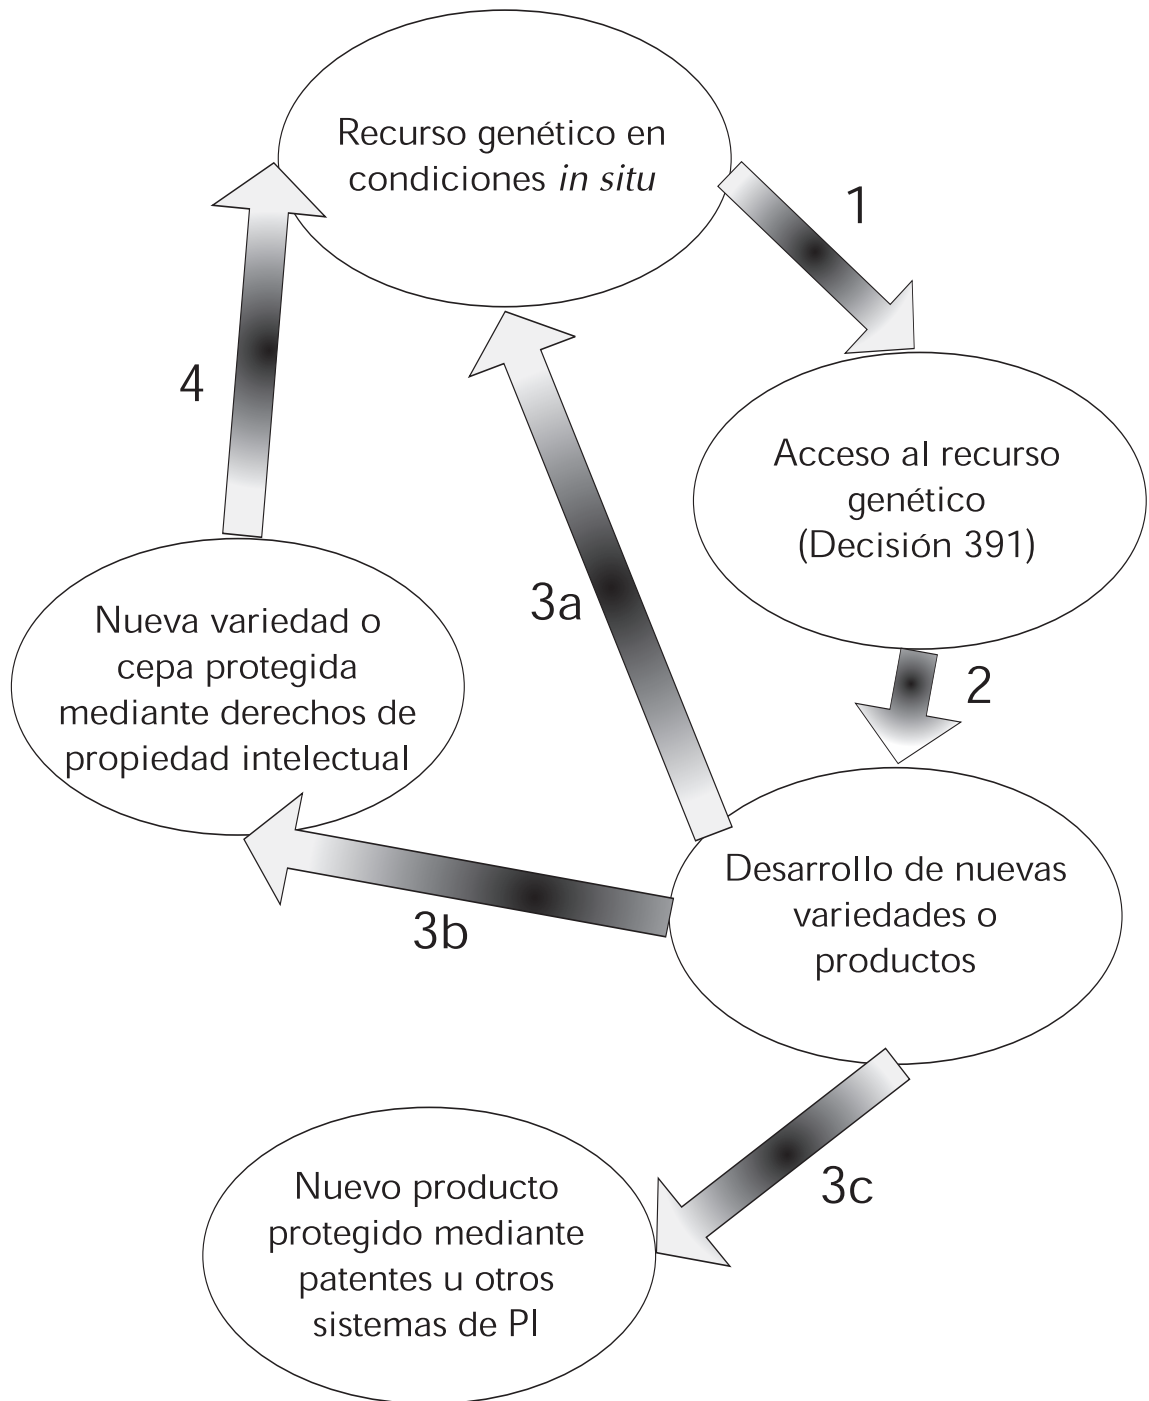 Recurso genético en
condiciones in situ
1
Acceso al recurso
genético
(Decisión 391)
2
Desarrollo de nuevas
variedades o
productos
3a
3b
3c
Nueva variedad o
cepa protegida
mediante derechos de
propiedad intelectual
4
Nuevo producto
protegido mediante
patentes u otros
sistemas de PI